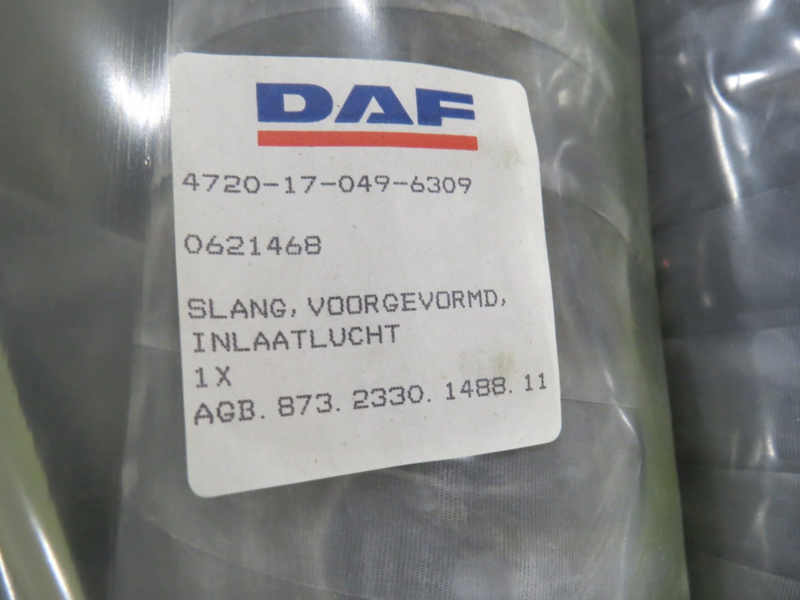 DAF
4720-17-049-6309
0621468
SLANG, VOORGEVORMD,
INLAATLUCHT
1X
AGB. 873. 2330. 1488. 11